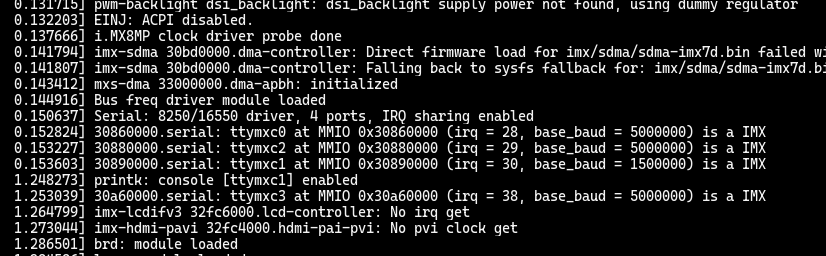 0.131715] pwm-backlight dsi_backlight: dsi_backlight supply power not found, using dummy regulator
0.132203] EINJ: ACPI disabled.
0.137666] i.MX8MP clock driver probe done
0.141794] imx-sdma 30bd0000.dma-controller: Direct firmware load for imx/sdma/sdma-imx7d.bin failed wi
0.141807] imx-sdma 30bd0000.dma-controller: Falling back to sysfs fallback for: imx/sdma/sdma-imx7d.bi
0.143412] mxs-dma 33000000.dma-apbh: initialized
0.144916] Bus freq driver module loaded
0.150637] Serial: 8250/16550 driver, 4 ports, IRQ sharing enabled
0.152824] 30860000.serial: ttymxc0 at MMIO 0x30860000 (irq = 28, base_baud = 5000000) is a IMX
0.153227] 30880000.serial: ttymxc2 at MMIO 0x30880000 (irq = 29, base_baud = 5000000) is a IMX
0.153603] 30890000.serial: ttymxc1 at MMIO 0x30890000 (irq = 30, base_baud = 1500000) is a IMX
1.248273] printk: console [ttymxc1] enabled
1.253039] 30a60000.serial: ttymxc3 at MMIO 0x30a60000 (irq = 38, base_baud = 5000000) is a IMX
1.264799] imx-lcdifv3 32fc6000.lcd-controller: No irq get
1.273044] imx-hdmi-pavi 32fc4000.hdmi-pai-pvi: No pvi clock get
1.286501] brd: module loaded